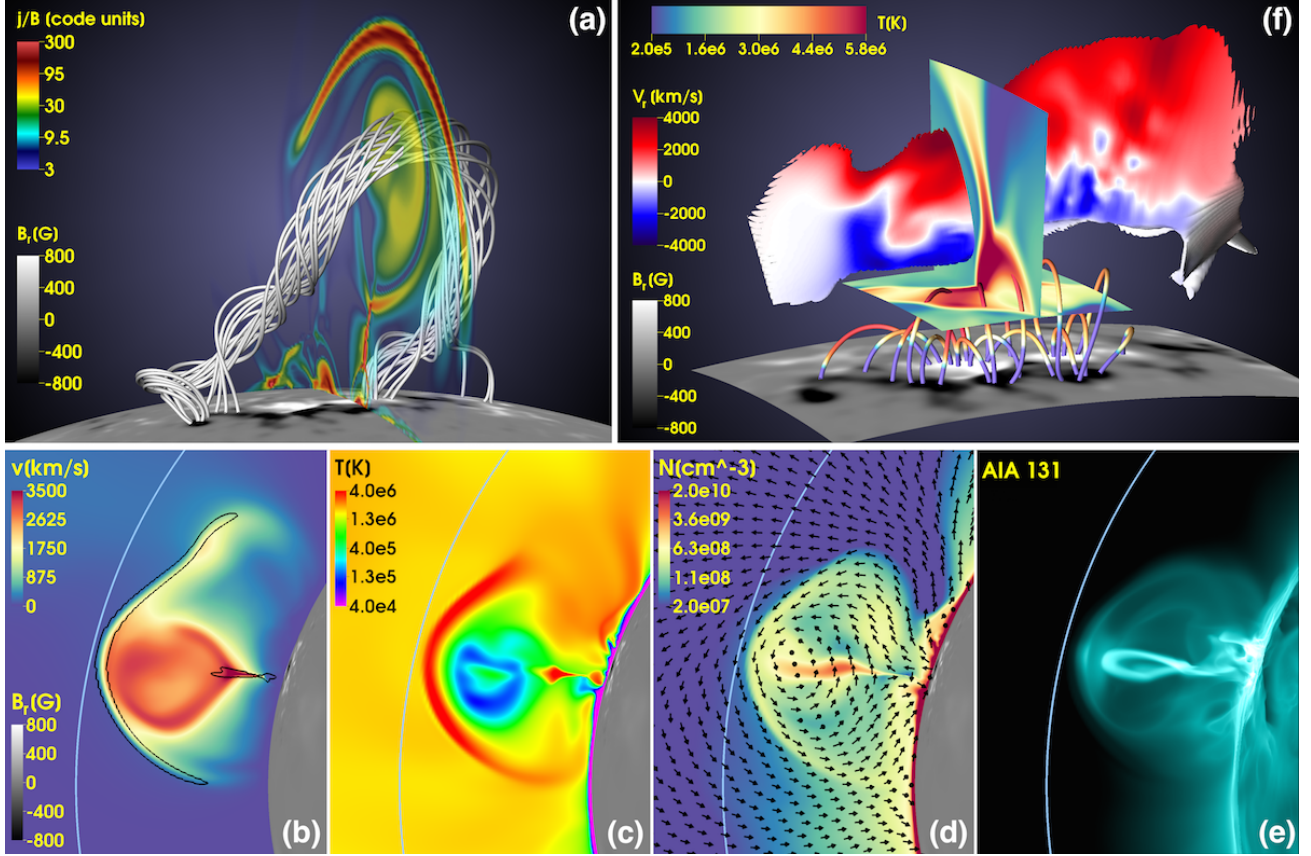 j/B (code units)
300
95
30
9.5
3
B_r(G)
800
400
0
-400
-800
(a)
T(K)
2.0e5 1.6e6 3.0e6 4.4e6 5.8e6
V_r (km/s)
4000
2000
0
-2000
-4000
B_r(G)
800
400
0
-400
-800
(f)
v(km/s)
3500
2625
1750
875
0
B_r(G)
800
400
0
-400
-800
(b)
T(K)
4.0e6
1.3e6
4.0e5
1.3e5
4.0e4
(c)
N(cm^-3)
2.0e10
3.6e09
6.3e08
1.1e08
2.0e07
(d)
AIA 131
(e)